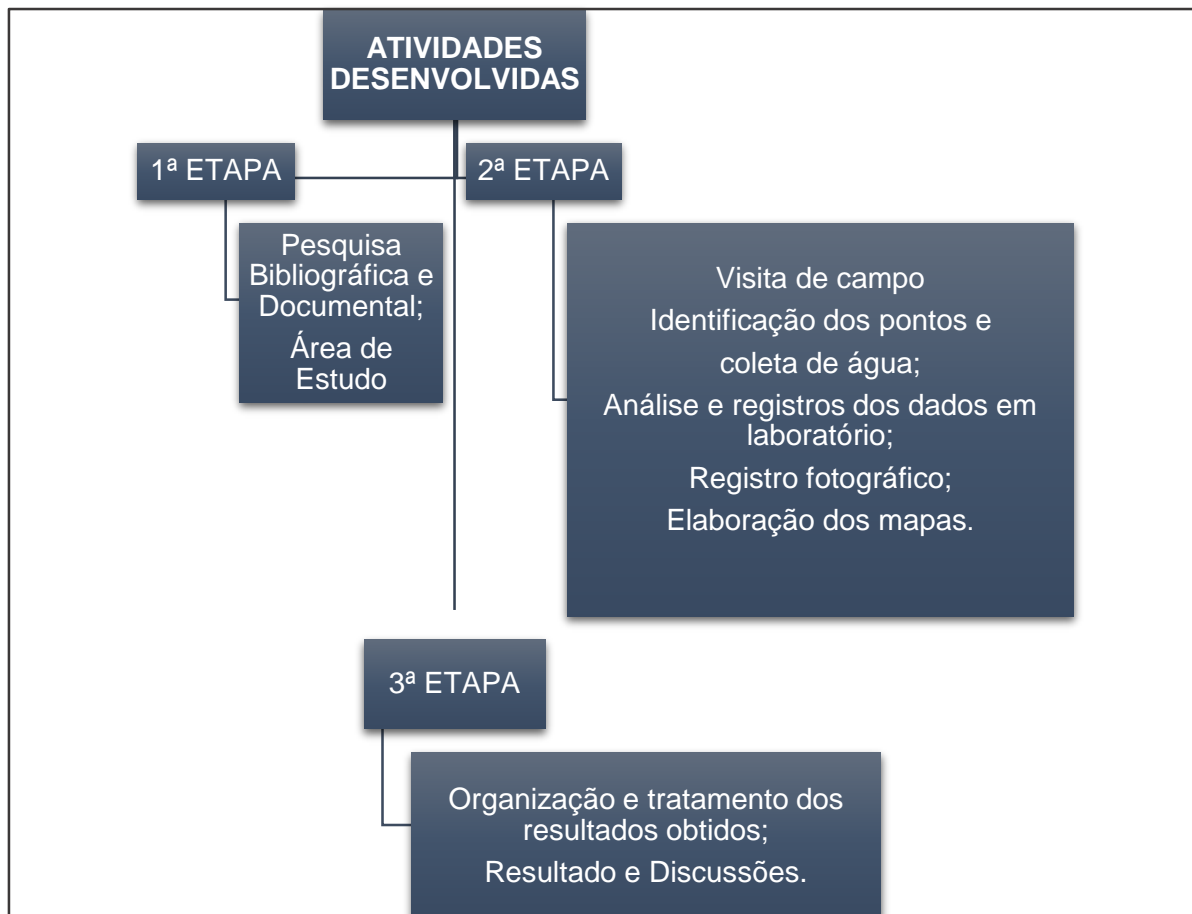 ATIVIDADES
DESENVOLVIDAS
1ª ETAPA
Pesquisa
Bibliográfica e
Documental;
Área de
Estudo
2ª ETAPA
Visita de campo
Identificação dos pontos e
coleta de água;
Análise e registros dos dados em
laboratório;
Registro fotográfico;
Elaboração dos mapas.
3ª ETAPA
Organização e tratamento dos
resultados obtidos;
Resultado e Discussões.